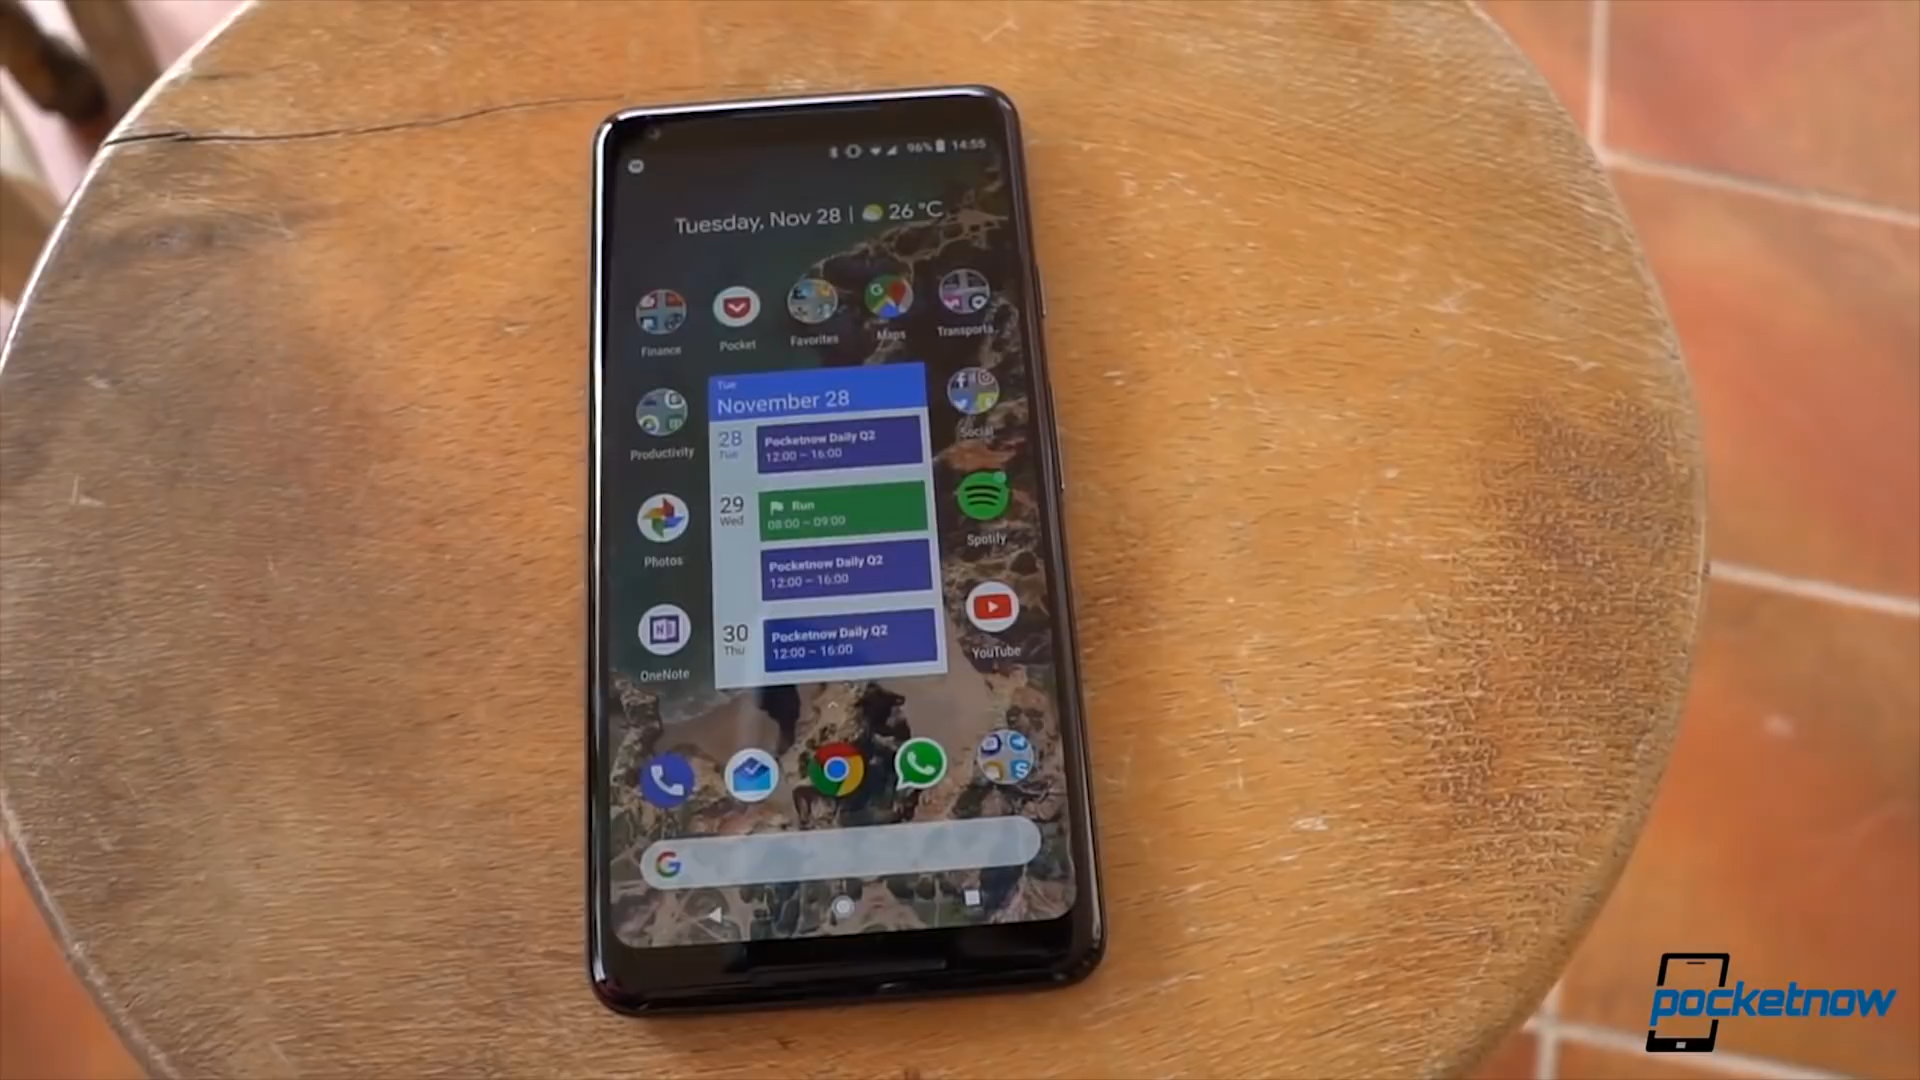 96% 14:55
Tuesday, Nov 28 | 26 °C
Finance
Pocket
Favorites
Maps
Transporta..
Tue
November 28
28
Tue
Pocketnow Daily Q2
12:00 – 16:00
29
Wed
Run
08:00 – 09:00
Pocketnow Daily Q2
12:00 – 16:00
30
Thu
Pocketnow Daily Q2
12:00 – 16:00
Productivity
Photos
OneNote
Social
Spotify
YouTube
G
pocketnow